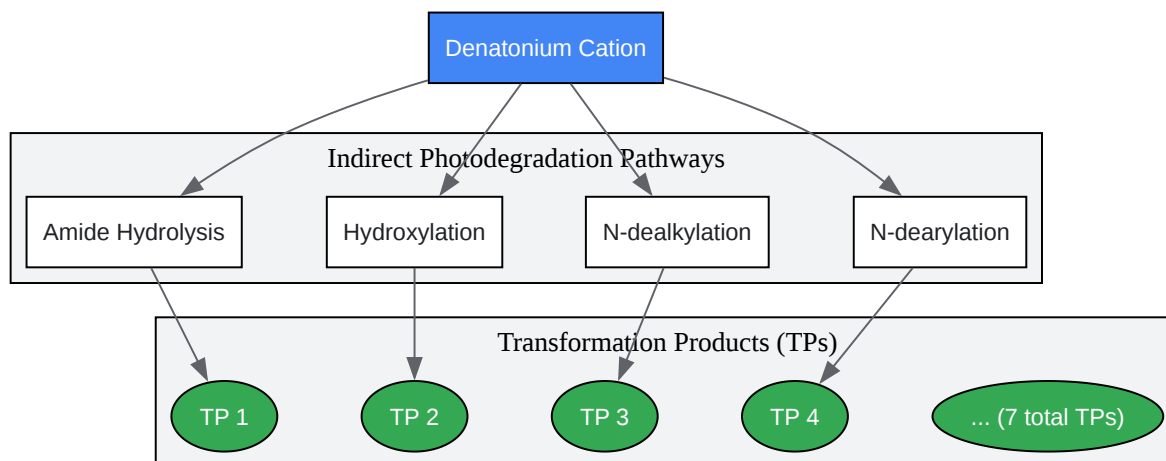 Denatonium Cation
Indirect Photodegradation Pathways
Amide Hydrolysis
Hydroxylation
N-dealkylation
N-dearylation
Transformation Products (TPs)
TP 1
TP 2
TP 3
TP 4
... (7 total TPs)